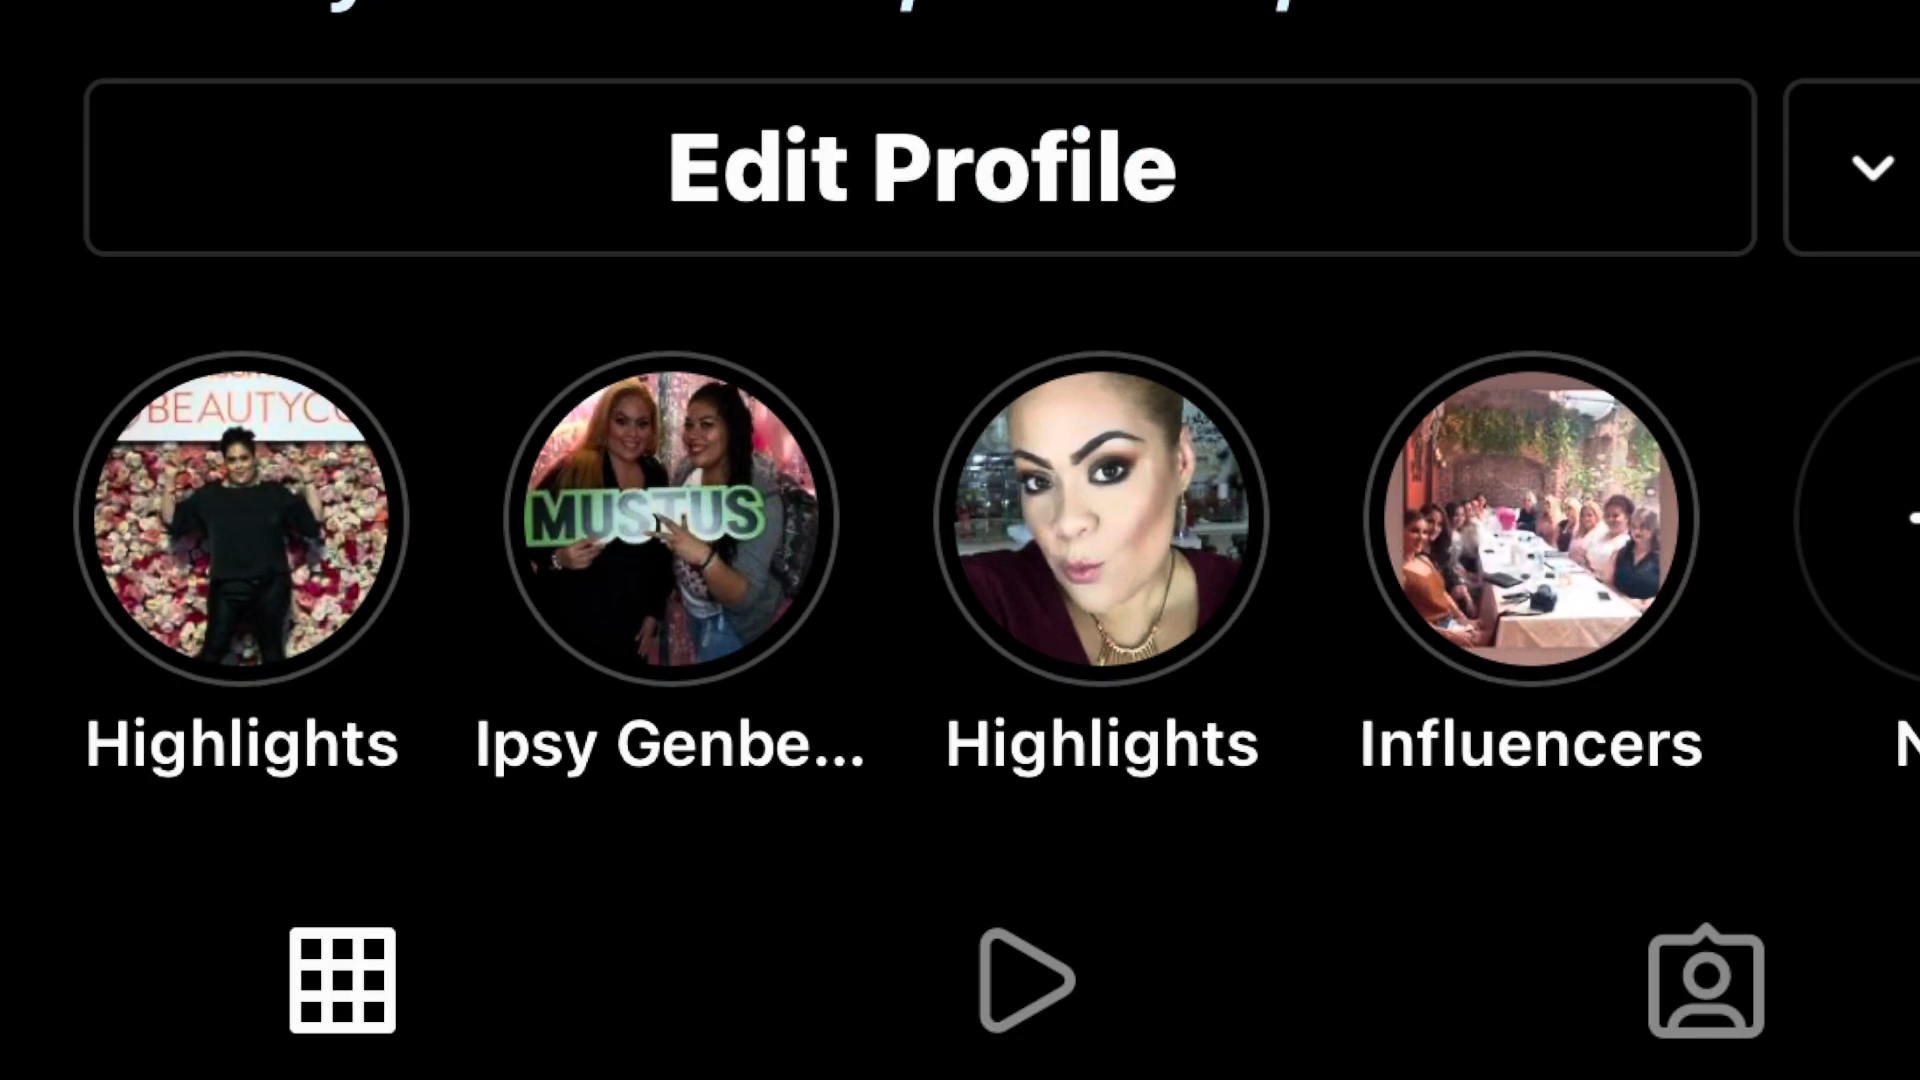 Edit Profile
BEAUTYC
MUSTUS
Highlights
Ipsy Genbe...
Highlights
Influencers
N